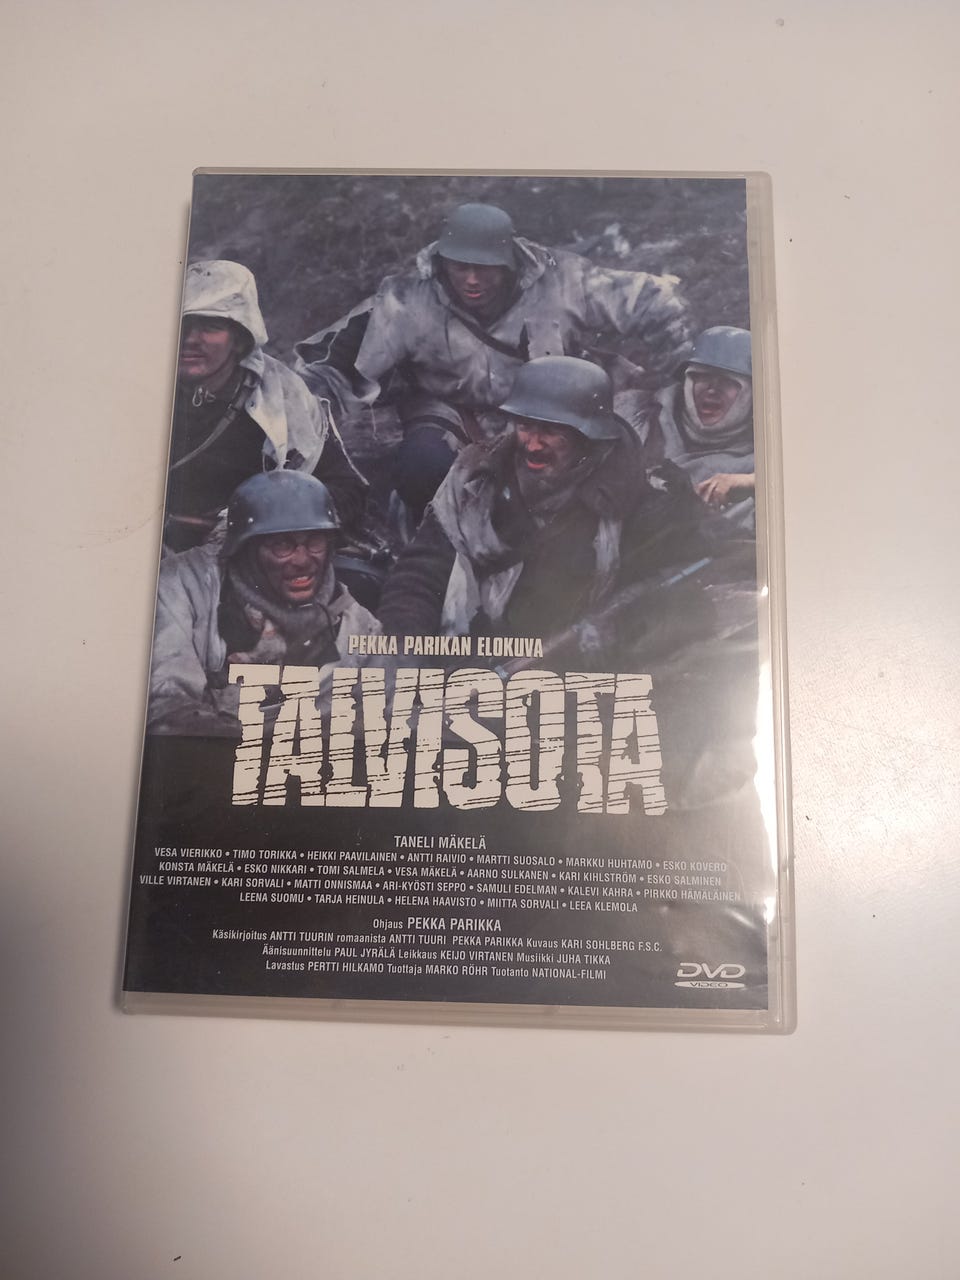 PEKKA PARIKAN ELOKUVA
TALVISOTA
TANELI MÄKELÄ
VESA VIERIKKO • TIMO TORIKKA • HEIKKI PAAVILAINEN • ANTTI RAIVIO • MARTTI SUOSALO • MARKKU HUHTAMO • ESKO KOVERO
KONSTA MÄKELÄ • ESKO NIKKARI • TOMI SALMELA • VESA MÄKELÄ • AARNO SULKANEN • KARI KIHLSTRÖM • ESKO SALMINEN
VILLE VIRTANEN • KARI SORVALI • MATTI ONNISMAA • ARI-KYÖSTI SEPPO • SAMULI EDELMAN • KALEVI KAHRA • PIRKKO HÄMÄLÄINEN
LEENA SUOMU • TARJA HEINULA • HELENA HAAVISTO • MIITTA SORVALI • LEEA KLEMOLA
Ohjaus PEKKA PARIKKA
Käsikirjoitus ANTTI TUURIN romaanista ANTTI TUURI PEKKA PARIKKA Kuvaus KARI SOHLBERG F.S.C.
Äänisuunnittelu PAUL JYRÄLÄ Leikkaus KEIJO VIRTANEN Musiikki JUHA TIKKA
Lavastus PERTTI HILKAMO Tuottaja MARKO RÖHR Tuotanto NATIONAL-FILMI
DVD
VIDEO